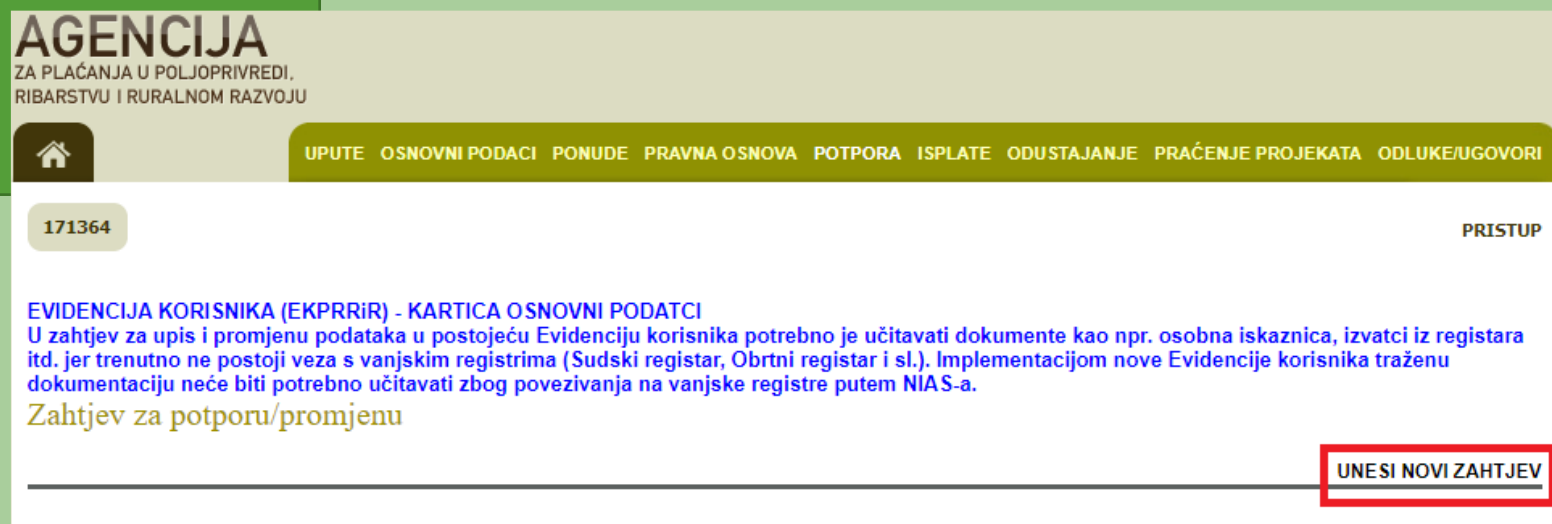 AGENCIJA
ZA PLAĆANJA U POLJOPRIVREDI,
RIBARSTVU I RURALNOM RAZVOJU
UPUTE OSNOVNI PODACI PONUDE PRAVNA OSNOVA POTPORA ISPLATE ODUSTAJANJE PRAĆENJE PROJEKATA ODLUKE/UGOVORI
171364
PRISTUP
EVIDENCIJA KORISNIKA (EKPRRiR) - KARTICA OSNOVNI PODATCI
U zahtjev za upis i promjenu podataka u postojeću Evidenciju korisnika potrebno je učitavati dokumente kao npr. osobna iskaznica, izvatci iz registara
itd. jer trenutno ne postoji veza s vanjskim registrima (Sudski registar, Obrtni registar i sl.). Implementacijom nove Evidencije korisnika traženu
dokumentaciju neće biti potrebno učitavati zbog povezivanja na vanjske registre putem NIAS-a.
Zahtjev za potporu/promjenu
UNESI NOVI ZAHTJEV